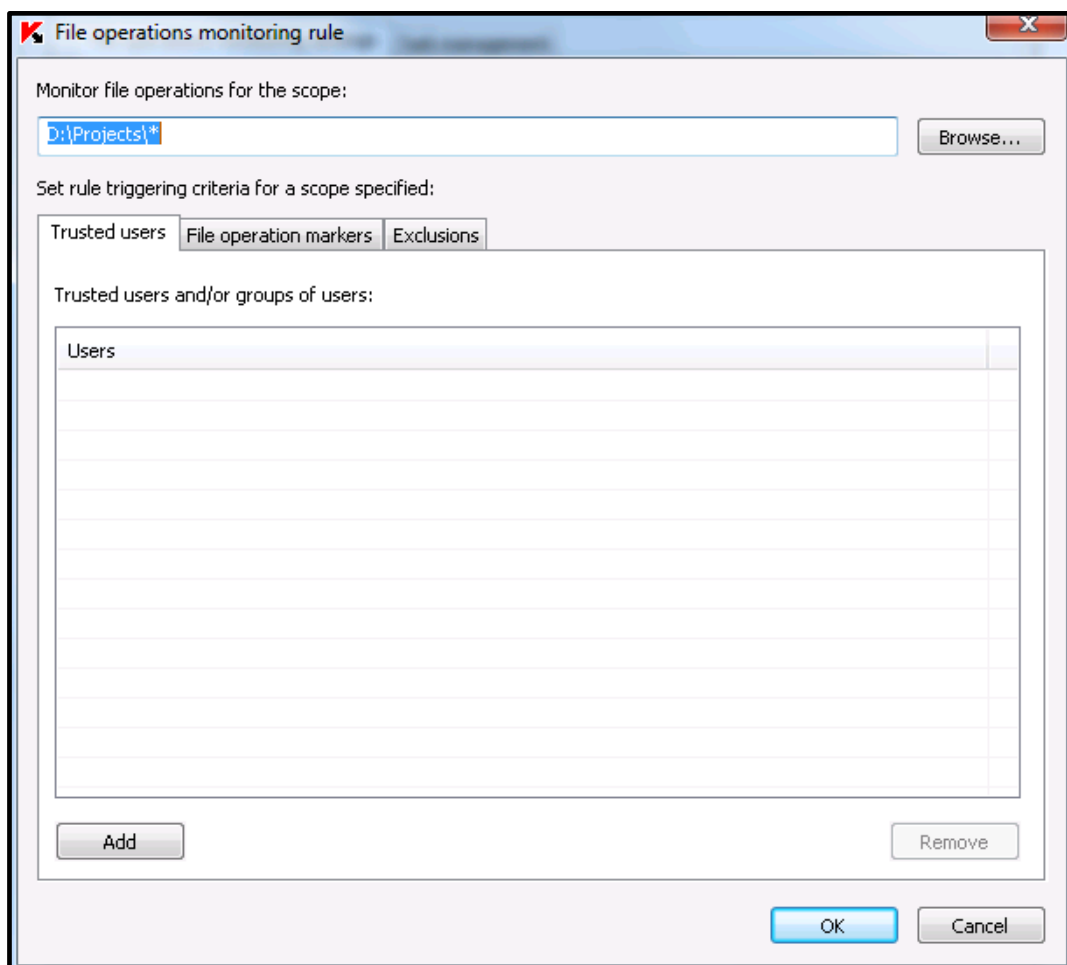 File operations monitoring rule
Monitor file operations for the scope:
D:\Projects\*
Browse...
Set rule triggering criteria for a scope specified:
Trusted users File operation markers Exclusions
Trusted users and/or groups of users:
Users
Add Remove
OK Cancel